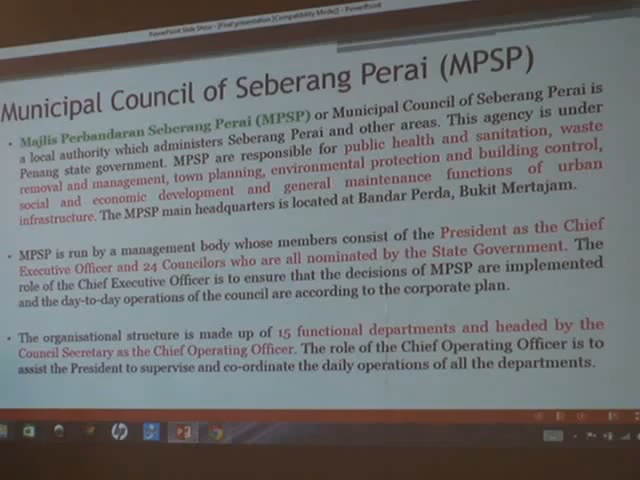 PowerPoint Slide Show - [Final presentation [Compatibility Mode]] - PowerPoint
Municipal Council of Seberang Perai (MPSP)
• Majlis Perbandaran Seberang Perai (MPSP) or Municipal Council of Seberang Perai is
a local authority which administers Seberang Perai and other areas. This agency is under
Penang state government. MPSP are responsible for public health and sanitation, waste
removal and management, town planning, environmental protection and building control,
social and economic development and general maintenance functions of urban
infrastructure. The MPSP main headquarters is located at Bandar Perda, Bukit Mertajam.
• MPSP is run by a management body whose members consist of the President as the Chief
Executive Officer and 24 Councilors who are all nominated by the State Government. The
role of the Chief Executive Officer is to ensure that the decisions of MPSP are implemented
and the day-to-day operations of the council are according to the corporate plan.
• The organisational structure is made up of 15 functional departments and headed by the
Council Secretary as the Chief Operating Officer. The role of the Chief Operating Officer is to
assist the President to supervise and co-ordinate the daily operations of all the departments.
hp